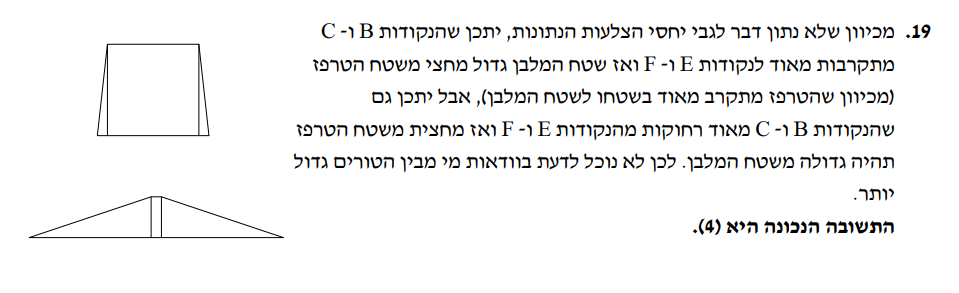 19. מכיוון שלא נתון דבר לגבי יחסי הצלעות הנתונות, יתכן שהנקודות B ו- C
מתקרבות מאוד לנקודות E ו- F ואז שטח המלבן גדול מחצי משטח הטרפז
(מכיוון שהטרפז מתקרב מאוד בשטחו לשטח המלבן), אבל יתכן גם
שהנקודות B ו- C מאוד רחוקות מהנקודות E ו- F ואז מחצית משטח הטרפז
תהיה גדולה משטח המלבן. לכן לא נוכל לדעת בוודאות מי מבין הטורים גדול
יותר.
התשובה הנכונה היא (4).